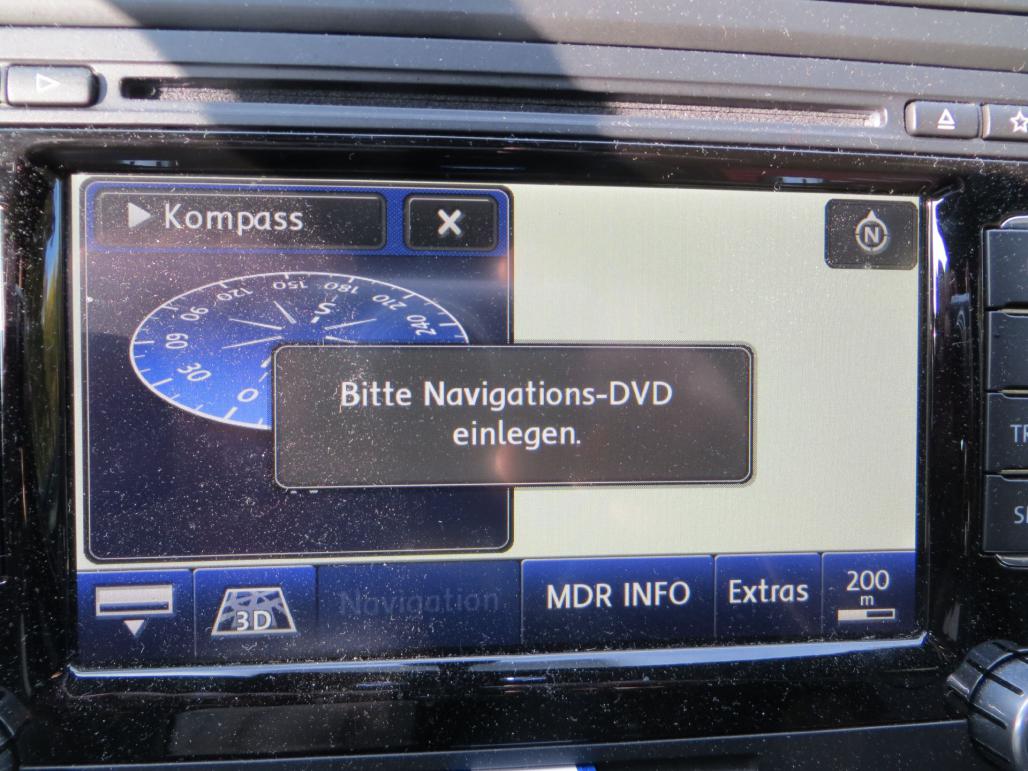 Kompass
N
30
60
90
120
150
180
210
240
S
0
Bitte Navigations-DVD
einlegen.
TR
3D
Navigation
MDR INFO
Extras
200
m